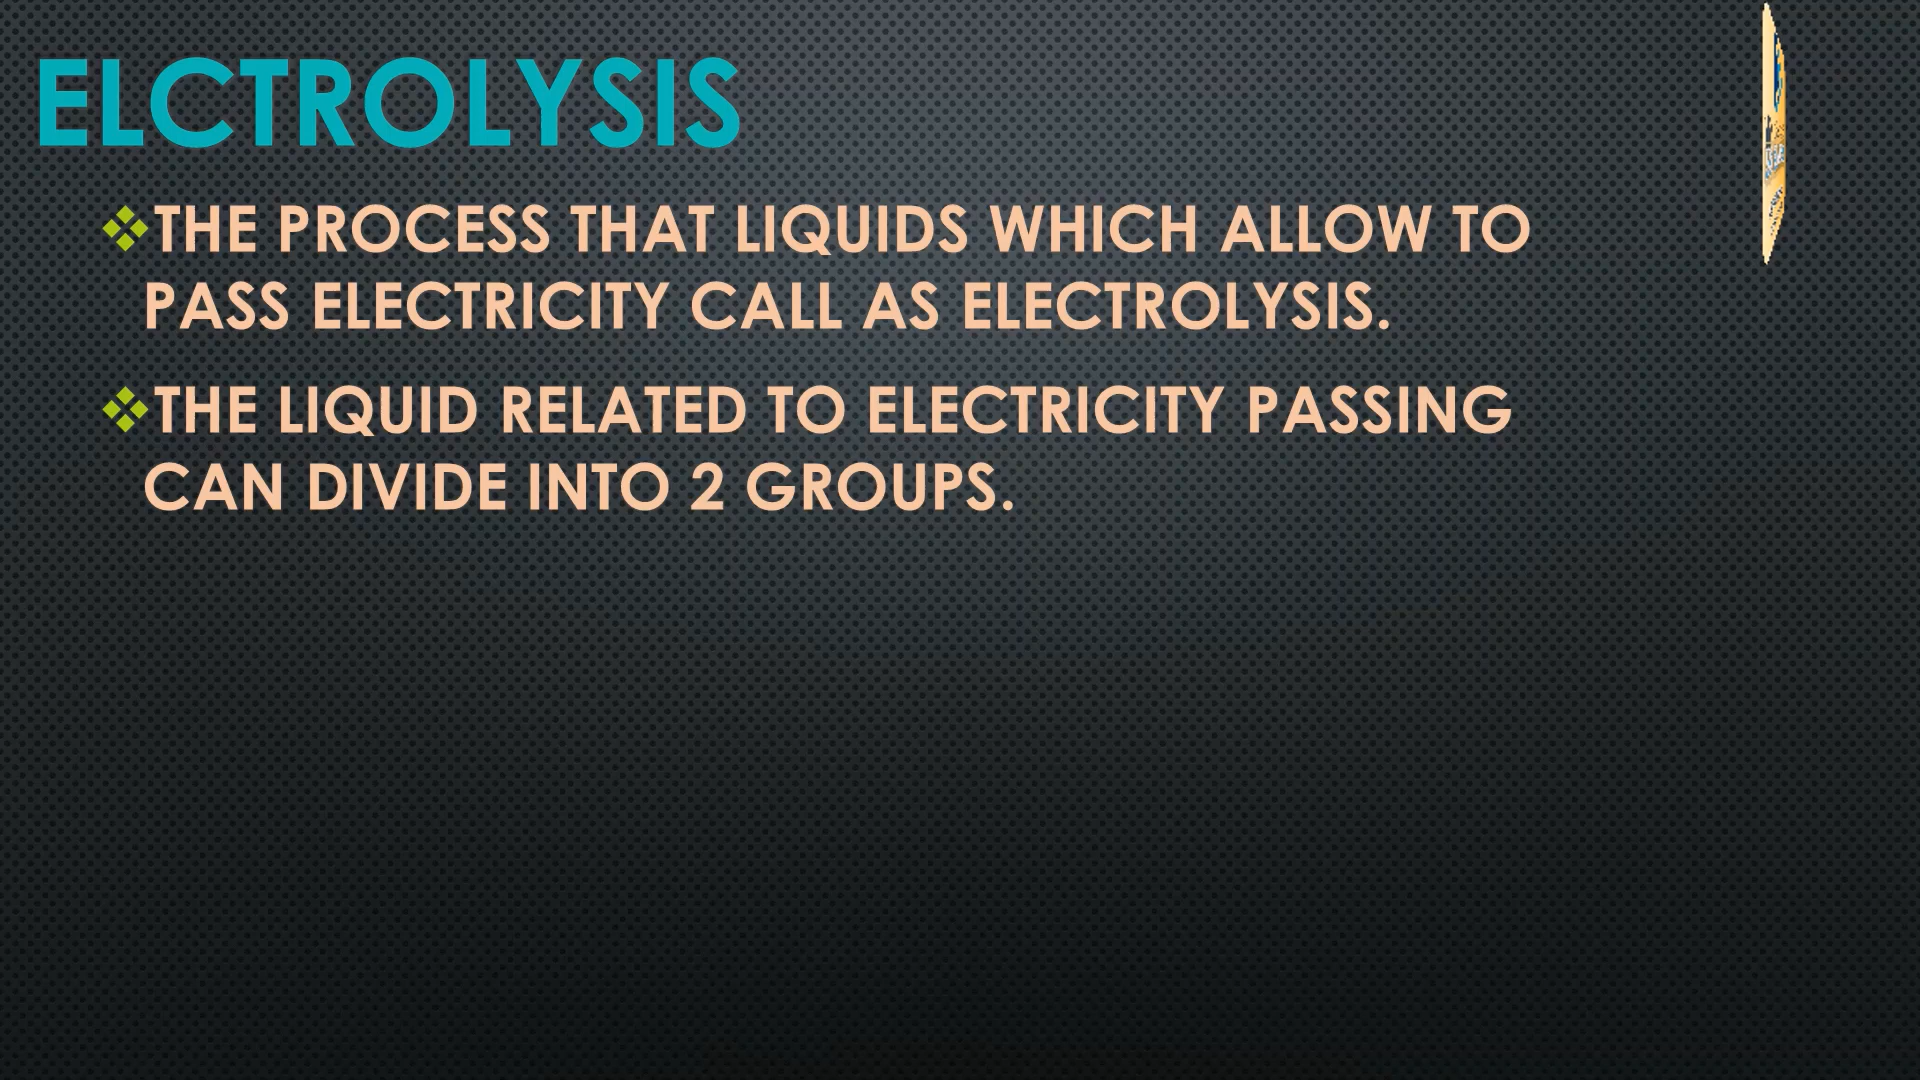 ELCTROLYSIS
THE PROCESS THAT LIQUIDS WHICH ALLOW TO
PASS ELECTRICITY CALL AS ELECTROLYSIS.
THE LIQUID RELATED TO ELECTRICITY PASSING
CAN DIVIDE INTO 2 GROUPS.